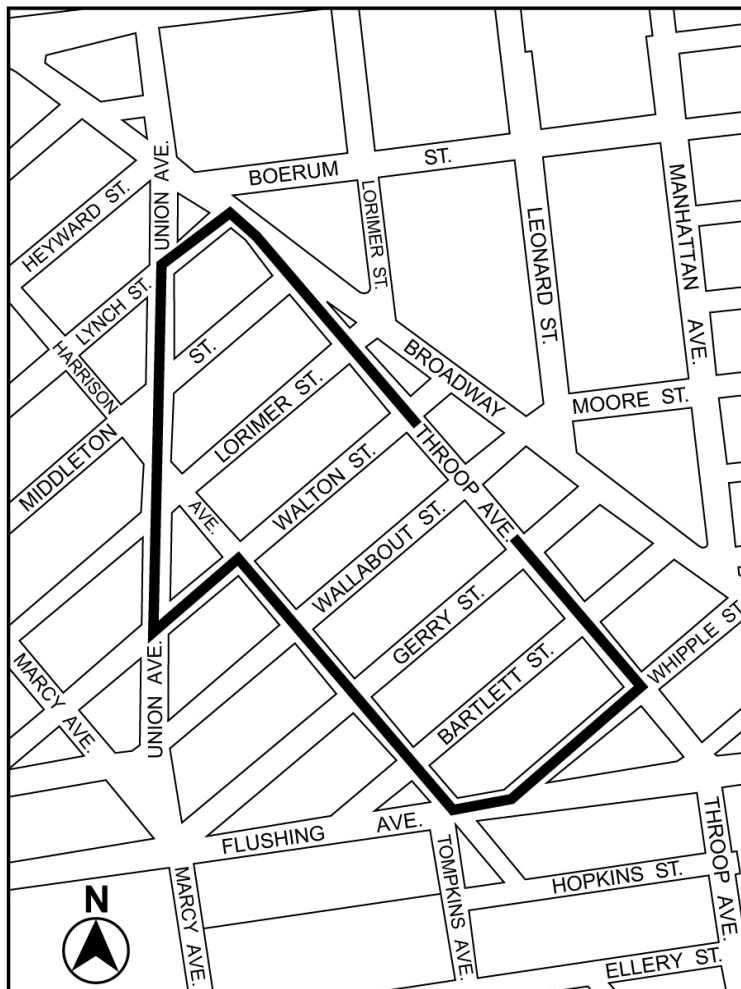 BOERUM ST.
UNION AVE.
HEYWARD ST.
LORIMER ST.
MANHATTAN AVE.
LEONARD ST.
LYNCH ST.
HARRISON AVE.
MIDDLETON ST.
LORIMER ST.
BROADWAY
MOORE ST.
WALTON ST.
THROOP AVE.
WALLABOUT ST.
GERRY ST.
BARTLETT ST.
WHIPPLE ST.
MARCY AVE.
UNION AVE.
FLUSHING AVE.
TOMPKINS AVE.
THROOP AVE.
MARCY AVE.
HOPKINS ST.
N
ELLERY ST.